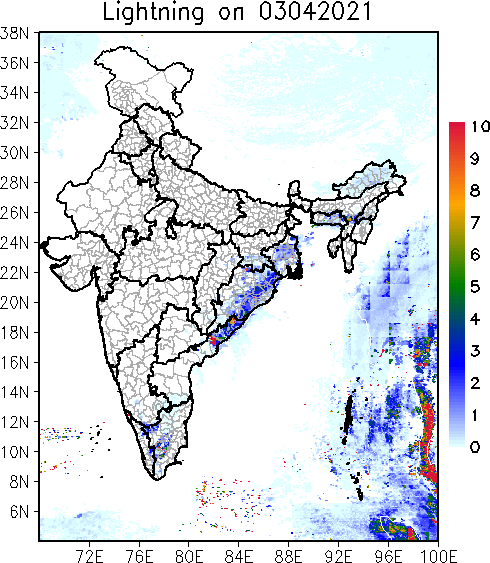 Lightning on 03042021
38N
36N
34N
32N
30N
28N
26N
24N
22N
20N
18N
16N
14N
12N
10N
8N
6N
10
9
8
7
6
5
4
3
2
1
0
72E 76E 80E 84E 88E 92E 96E 100E